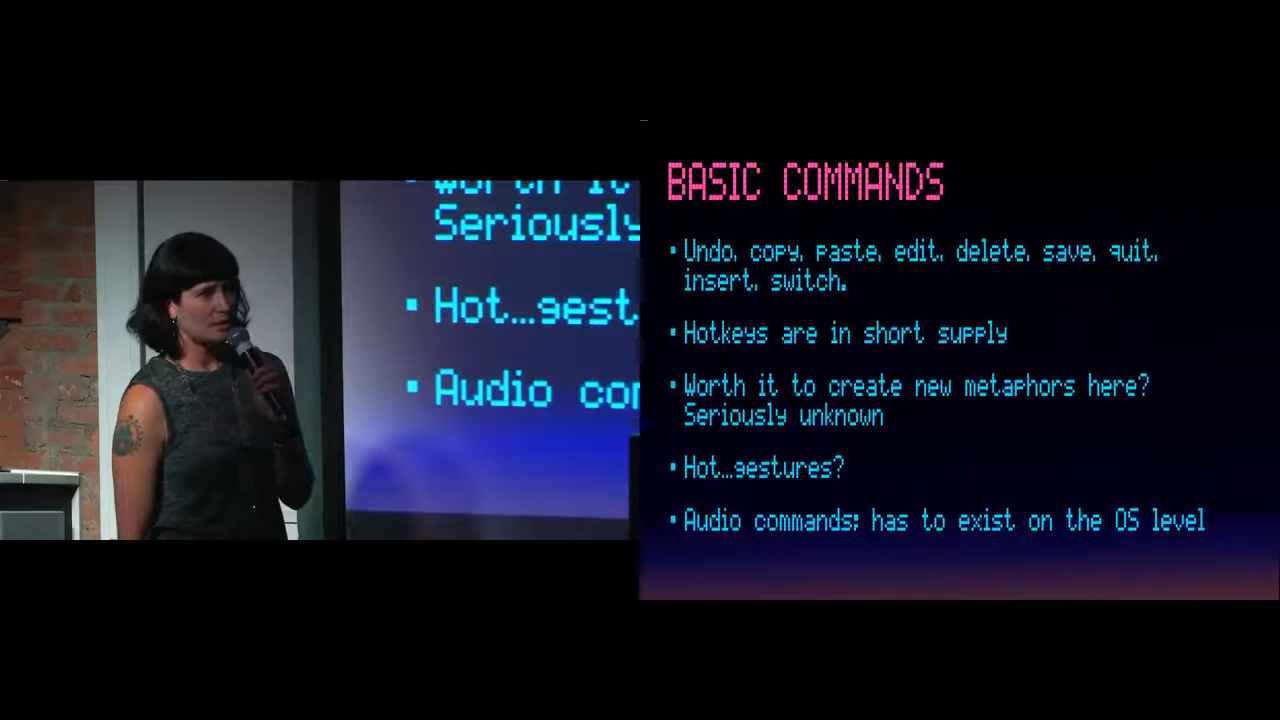 worth it
Seriously
• Hot...gest
• Audio co
BASIC COMMANDS
• Undo, copy, paste, edit, delete, save, quit,
insert, switch.
• Hotkeys are in short supply
• Worth it to create new metaphors here?
Seriously unknown
• Hot...gestures?
• Audio commands; has to exist on the OS level